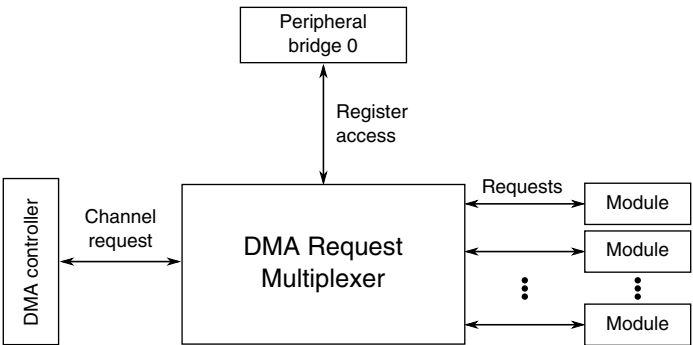 Peripheral
bridge 0
Register
access
Requests
Module
Channel
request
DMA controller
DMA Request
Multiplexer
Module
Module